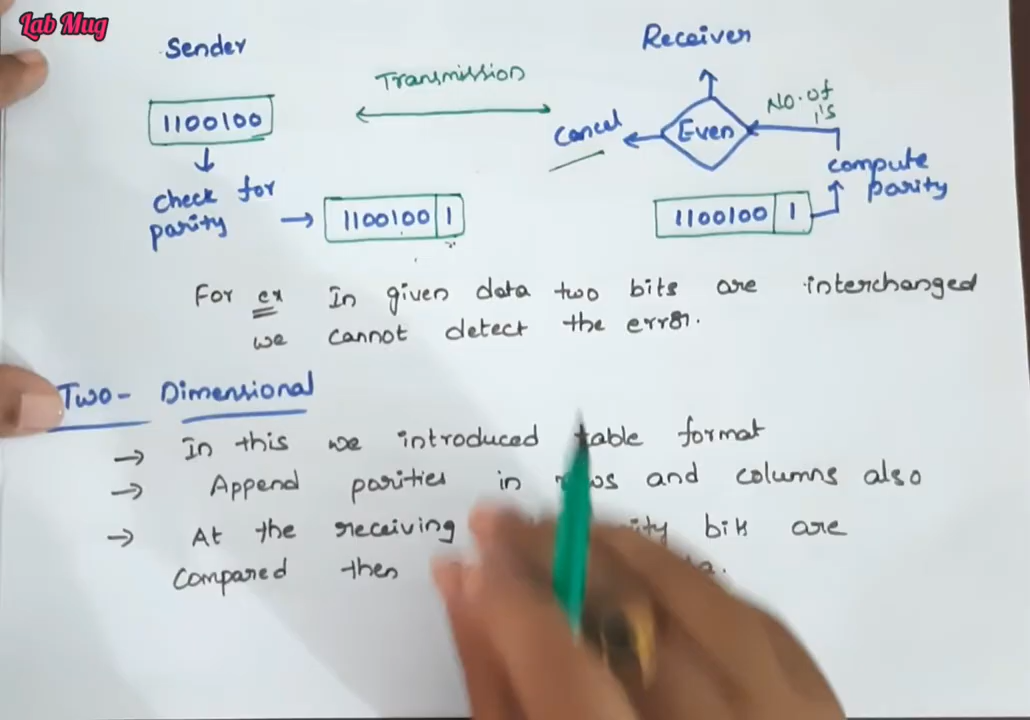 Lab Mug
Sender
Receiver
Transmission
1100100
Cancel
Even
No. of
1's
check for
parity
1100100 1
compute
parity
1100100 1
For ex In given data two bits are interchanged
we cannot detect the error.
Two- Dimensional
→ In this we introduced table format
→ Append parities in rows and columns also
→ At the receiving bits are
compared then